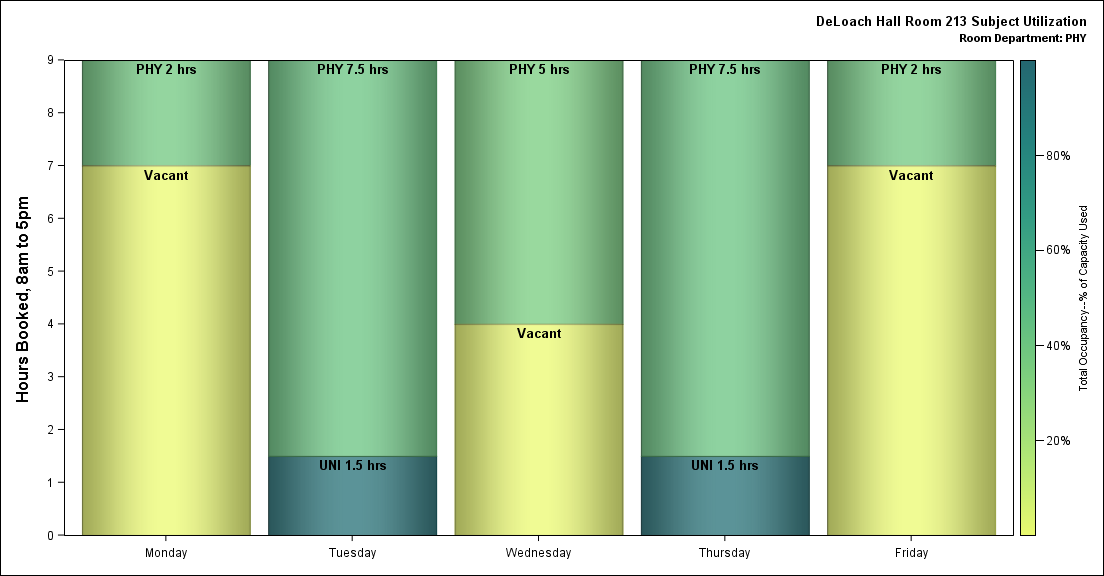 DeLoach Hall Room 213 Subject Utilization
Room Department: PHY
Hours Booked, 8am to 5pm
9
8
7
6
5
4
3
2
1
0
PHY 2 hrs
Vacant
PHY 7.5 hrs
UNI 1.5 hrs
PHY 5 hrs
Vacant
PHY 7.5 hrs
UNI 1.5 hrs
PHY 2 hrs
Vacant
Monday
Tuesday
Wednesday
Thursday
Friday
80%
60%
40%
20%
Total Occupancy--% of Capacity Used